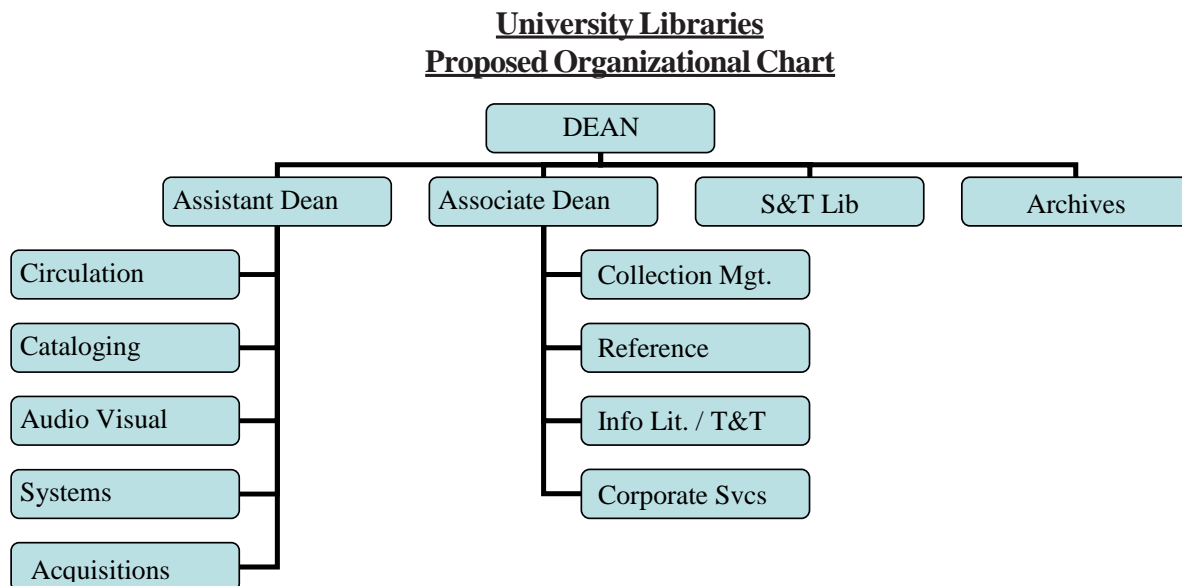 University Libraries
Proposed Organizational Chart
DEAN
Assistant Dean
Associate Dean
S&T Lib
Archives
Circulation
Collection Mgt.
Cataloging
Reference
Audio Visual
Info Lit. / T&T
Systems
Corporate Svcs
Acquisitions